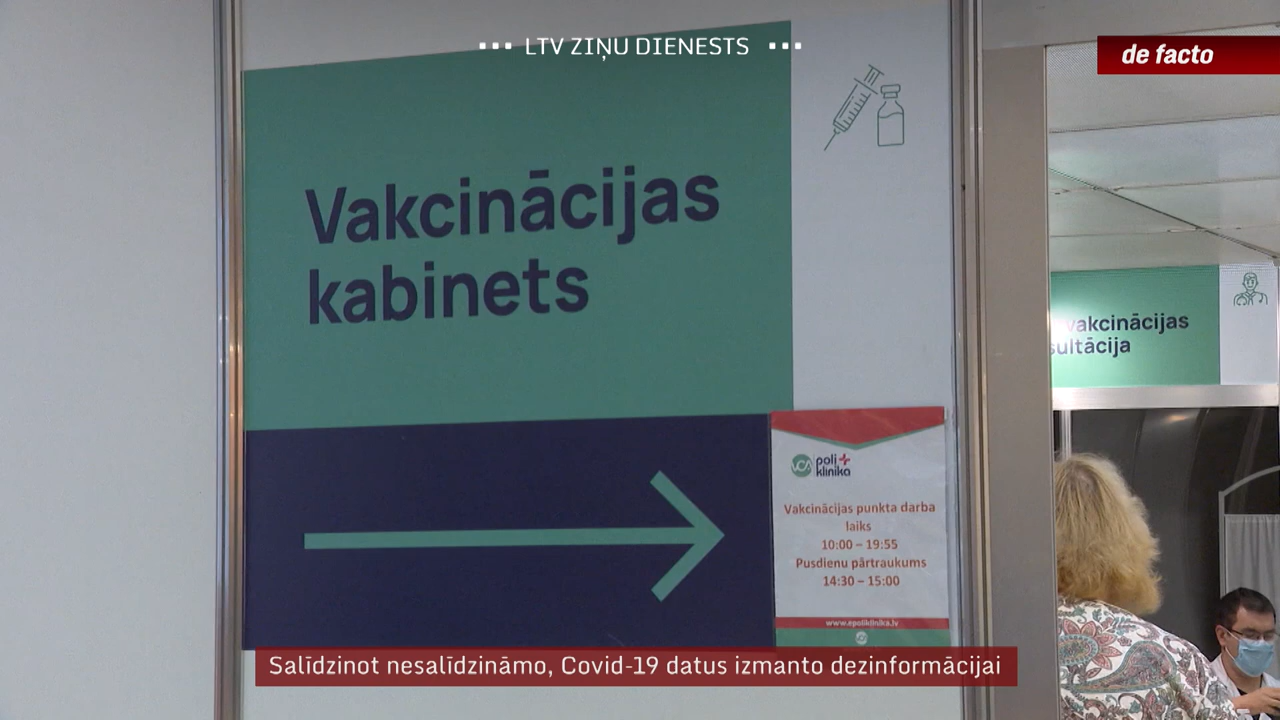 LTV ZIŅU DIENESTS
de facto
Vakcinācijas
kabinets
vakcinācijas
VCA poli
klinika
Vakcinācijas punkta darba
laiks
10:00 – 19:55
Pusdienu pārtraukums
14:30 – 15:00
www.epoliklinika.lv
Salīdzinot nesalīdzināmo, Covid-19 datus izmanto dezinformācijai